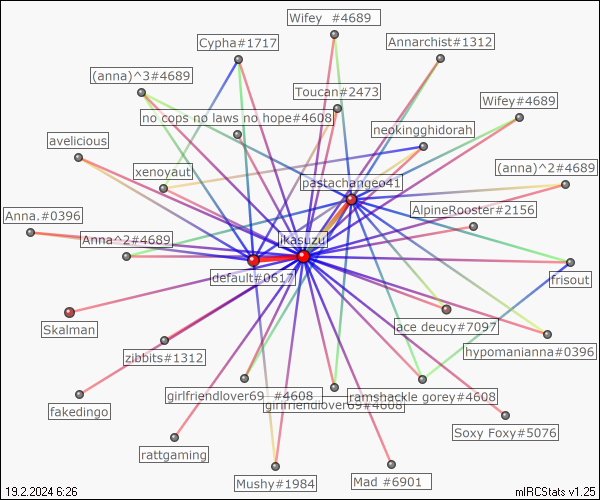 Wifey  #4689
Cypha#1717
Annarchist#1312
(anna)^3#4689
Toucan#2473
Wifey#4689
no cops no laws no hope#4608
neokingghidorah
avelicious
xenoyaut
(anna)^2#4689
pastachangeo41
Anna.#0396
AlpineRooster#2156
Anna^2#4689
ikasuzu
default#0617
frisout
Skalman
ace deucy#7097
zibbits#1312
hypomanianna#0396
girlfriendlover69  #4608
ramshackle gorey#4608
girlfriendlover69#4608
fakedingo
Soxy Foxy#5076
rattgaming
Mushy#1984
Mad #6901
19.2.2024 6:26
mIRCStats v1.25